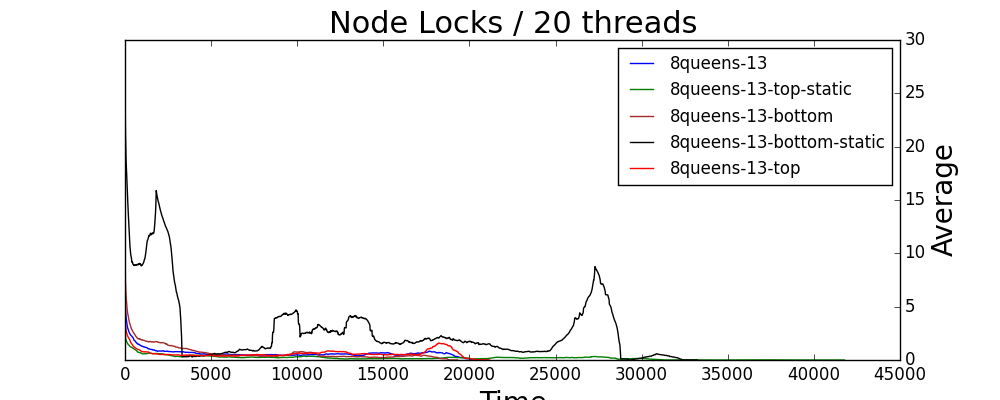 Node Locks / 20 threads
8queens-13
8queens-13-top-static
8queens-13-bottom
8queens-13-bottom-static
8queens-13-top
30
25
20
15
10
5
0
Average
0 5000 10000 15000 20000 25000 30000 35000 40000 45000
Time